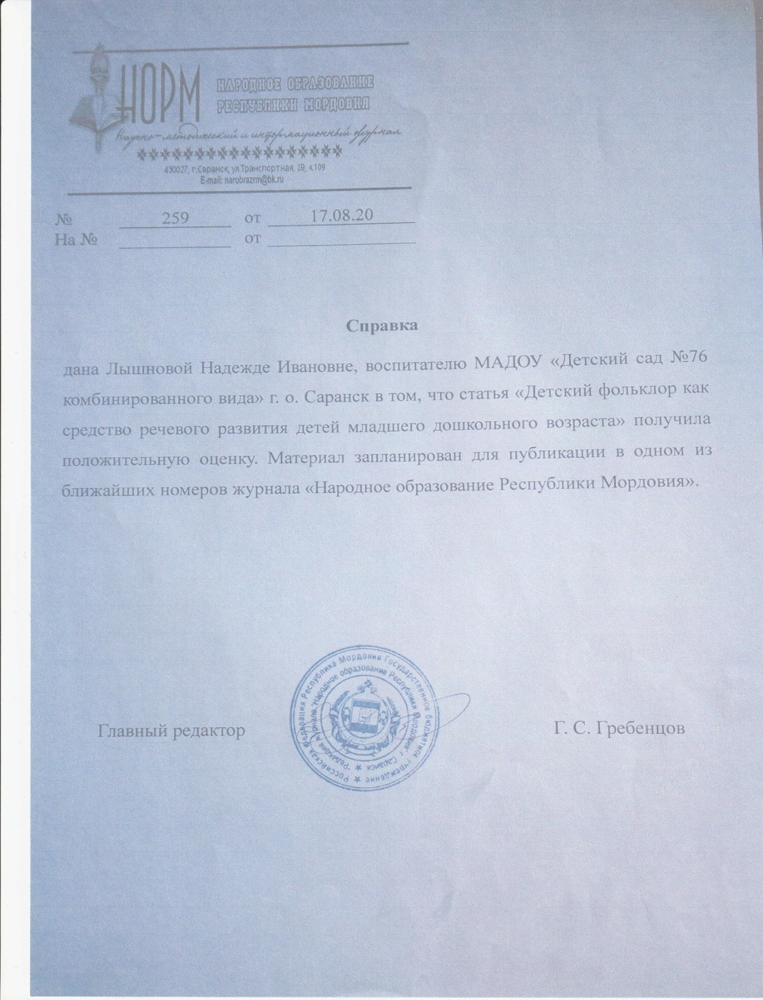 НОРМ
НАРОДНОЕ ОБРАЗОВАНИЕ
РЕСПУБЛИКИ МОРДОВИЯ
Научно-методический и информационный журнал
430027, г.Саранск, ул.Транспортная, 19, к.109
E-mail: narobrazrm@bk.ru
№ 259 от 17.08.20
На № от
Справка
дана Лышновой Надежде Ивановне, воспитателю МАДОУ «Детский сад №76
комбинированного вида» г. о. Саранск в том, что статья «Детский фольклор как
средство речевого развития детей младшего дошкольного возраста» получила
положительную оценку. Материал запланирован для публикации в одном из
ближайших номеров журнала «Народное образование Республики Мордовия».
Российская Федерация Республика Мордовия Государственное бюджетное учреждение
"Редакция журнала "Народное образование Республики Мордовия" г. Саранск
Главный редактор
Г. С. Гребенцов